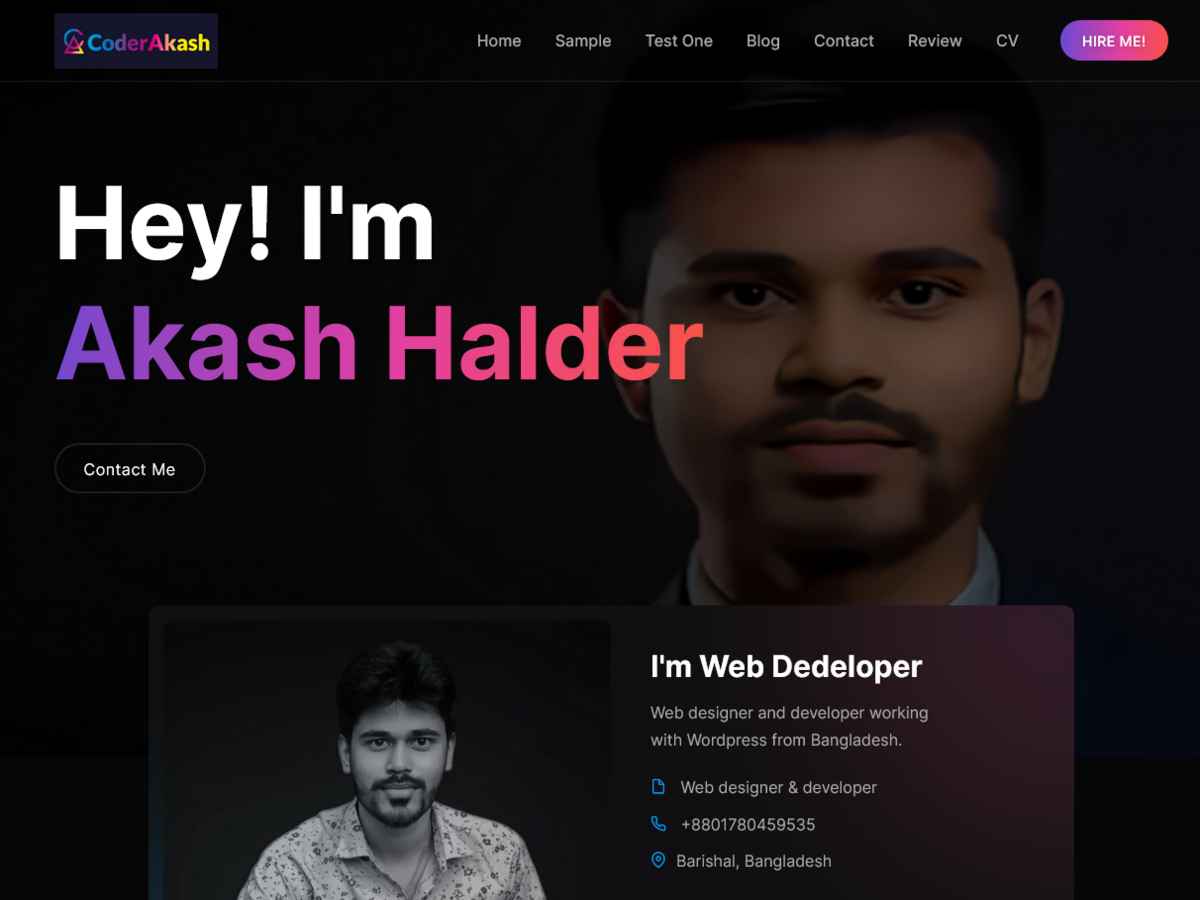 CoderAkash
Home
Sample
Test One
Blog
Contact
Review
CV
HIRE ME!
Hey! I'm
Akash Halder
Contact Me
I'm Web Dedeloper
Web designer and developer working
with Wordpress from Bangladesh.
Web designer & developer
+8801780459535
Barishal, Bangladesh